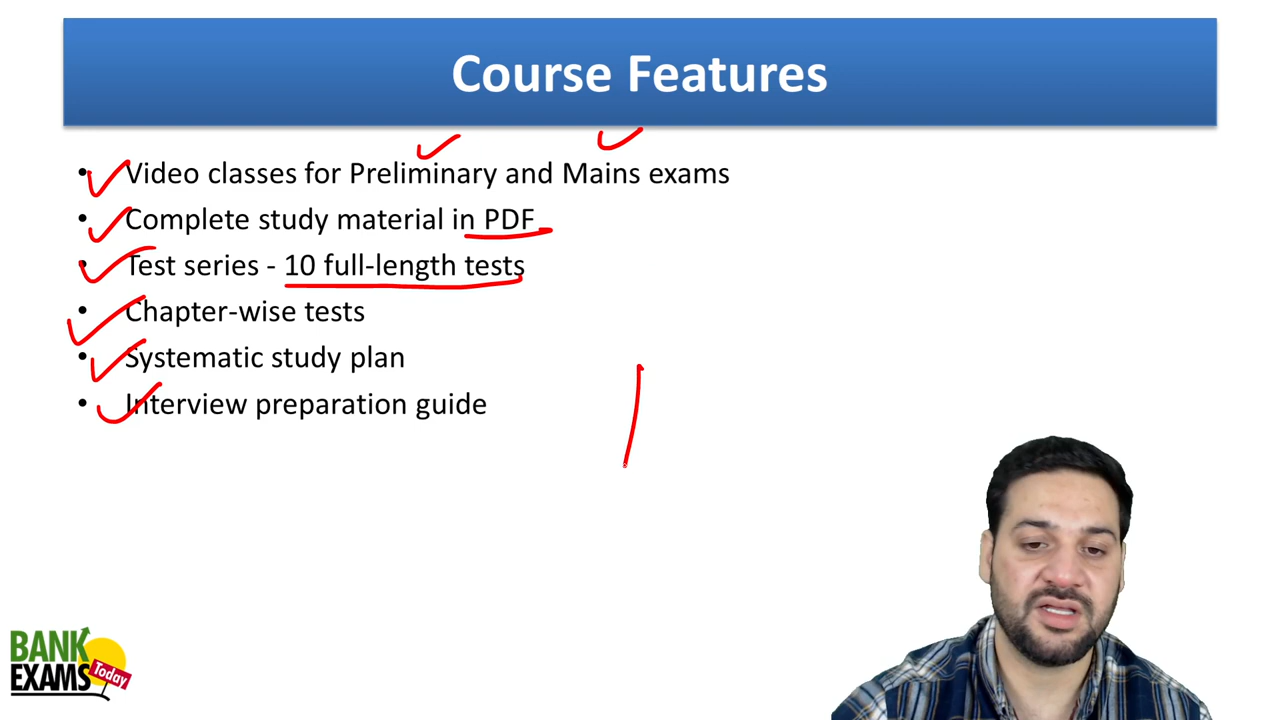 Course Features
• Video classes for Preliminary and Mains exams
• Complete study material in PDF
• Test series - 10 full-length tests
• Chapter-wise tests
• Systematic study plan
• Interview preparation guide
BANK
EXAMS
Today